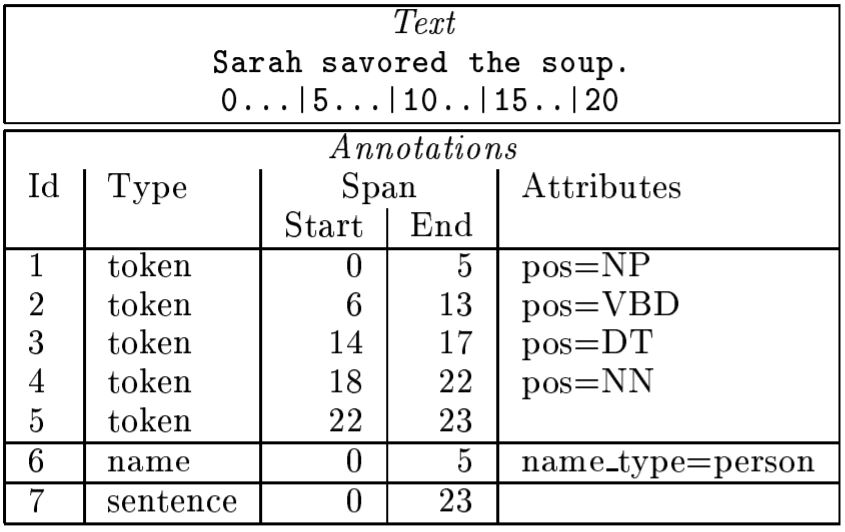 Text
Sarah savored the soup.
0...|5...|10..|15..|20
Annotations
Id Type Span Attributes
Start End
1 token 0 5 pos=NP
2 token 6 13 pos=VBD
3 token 14 17 pos=DT
4 token 18 22 pos=NN
5 token 22 23
6 name 0 5 name_type=person
7 sentence 0 23